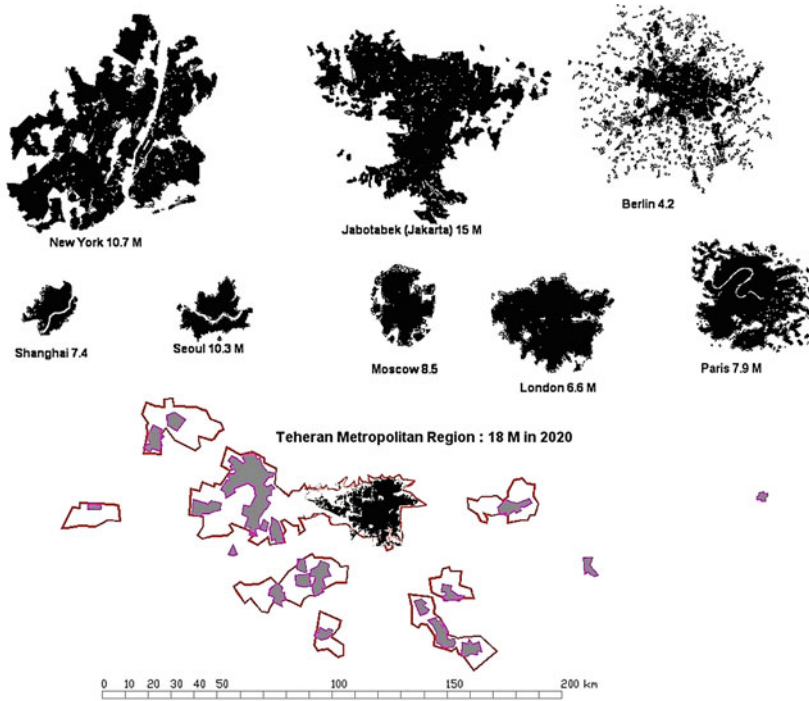 New York 10.7 M
Jabotabek (Jakarta) 15 M
Berlin 4.2
Shanghai 7.4
Seoul 10.3 M
Moscow 8.5
London 6.6 M
Paris 7.9 M
Teheran Metropolitan Region : 18 M in 2020
0 10 20 30 40 50 100 150 200 km